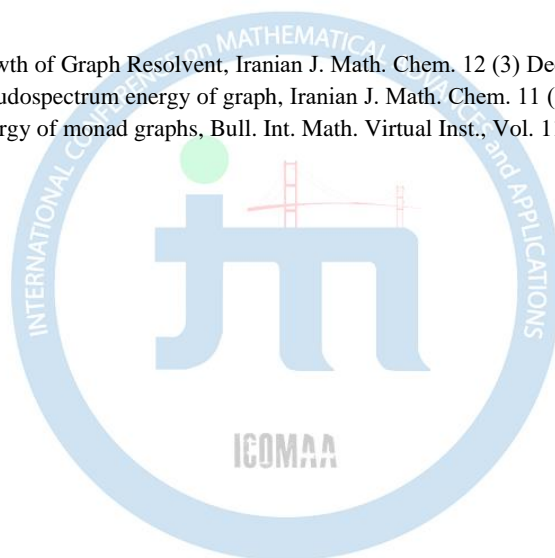 wth of Graph Resolvent, Iranian J. Math. Chem. 12 (3) De
udospectrum energy of graph, Iranian J. Math. Chem. 11 (
rgy of monad graphs, Bull. Int. Math. Virtual Inst., Vol. 1
INTERNATIONAL CONFERENCE on MATHEMATICAL ADVANCES and APPLICATIONS
ICOMAA